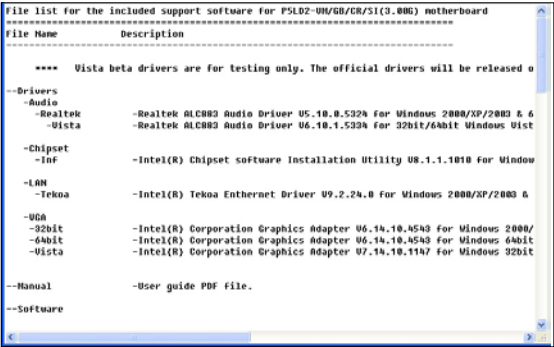 File list for the included support software for P5LD2-VM/GB/CR/SI(3.00G) motherboard
=====================================================================
File Name Description
---------------------------------------------------------------------
**** Vista beta drivers are for testing only. The official drivers will be released o
--Drivers
-Audio
-Realtek -Realtek ALC883 Audio Driver V5.10.0.5324 for Windows 2000/XP/2003 & 6
-Vista -Realtek ALC883 Audio Driver V6.10.1.5334 for 32bit/64bit Windows Vist
-Chipset
-Inf -Intel(R) Chipset software Installation Utility V8.1.1.1010 for Window
-LAN
-Tekoa -Intel(R) Tekoa Enthernet Driver V9.2.24.0 for Windows 2000/XP/2003 &
-VGA
-32bit -Intel(R) Corporation Graphics Adapter V6.14.10.4543 for Windows 2000/
-64bit -Intel(R) Corporation Graphics Adapter V6.14.10.4543 for Windows 64bit
-Vista -Intel(R) Corporation Graphics Adapter V7.14.10.1147 for Windows 32bit
--Manual -User guide PDF file.
--Software